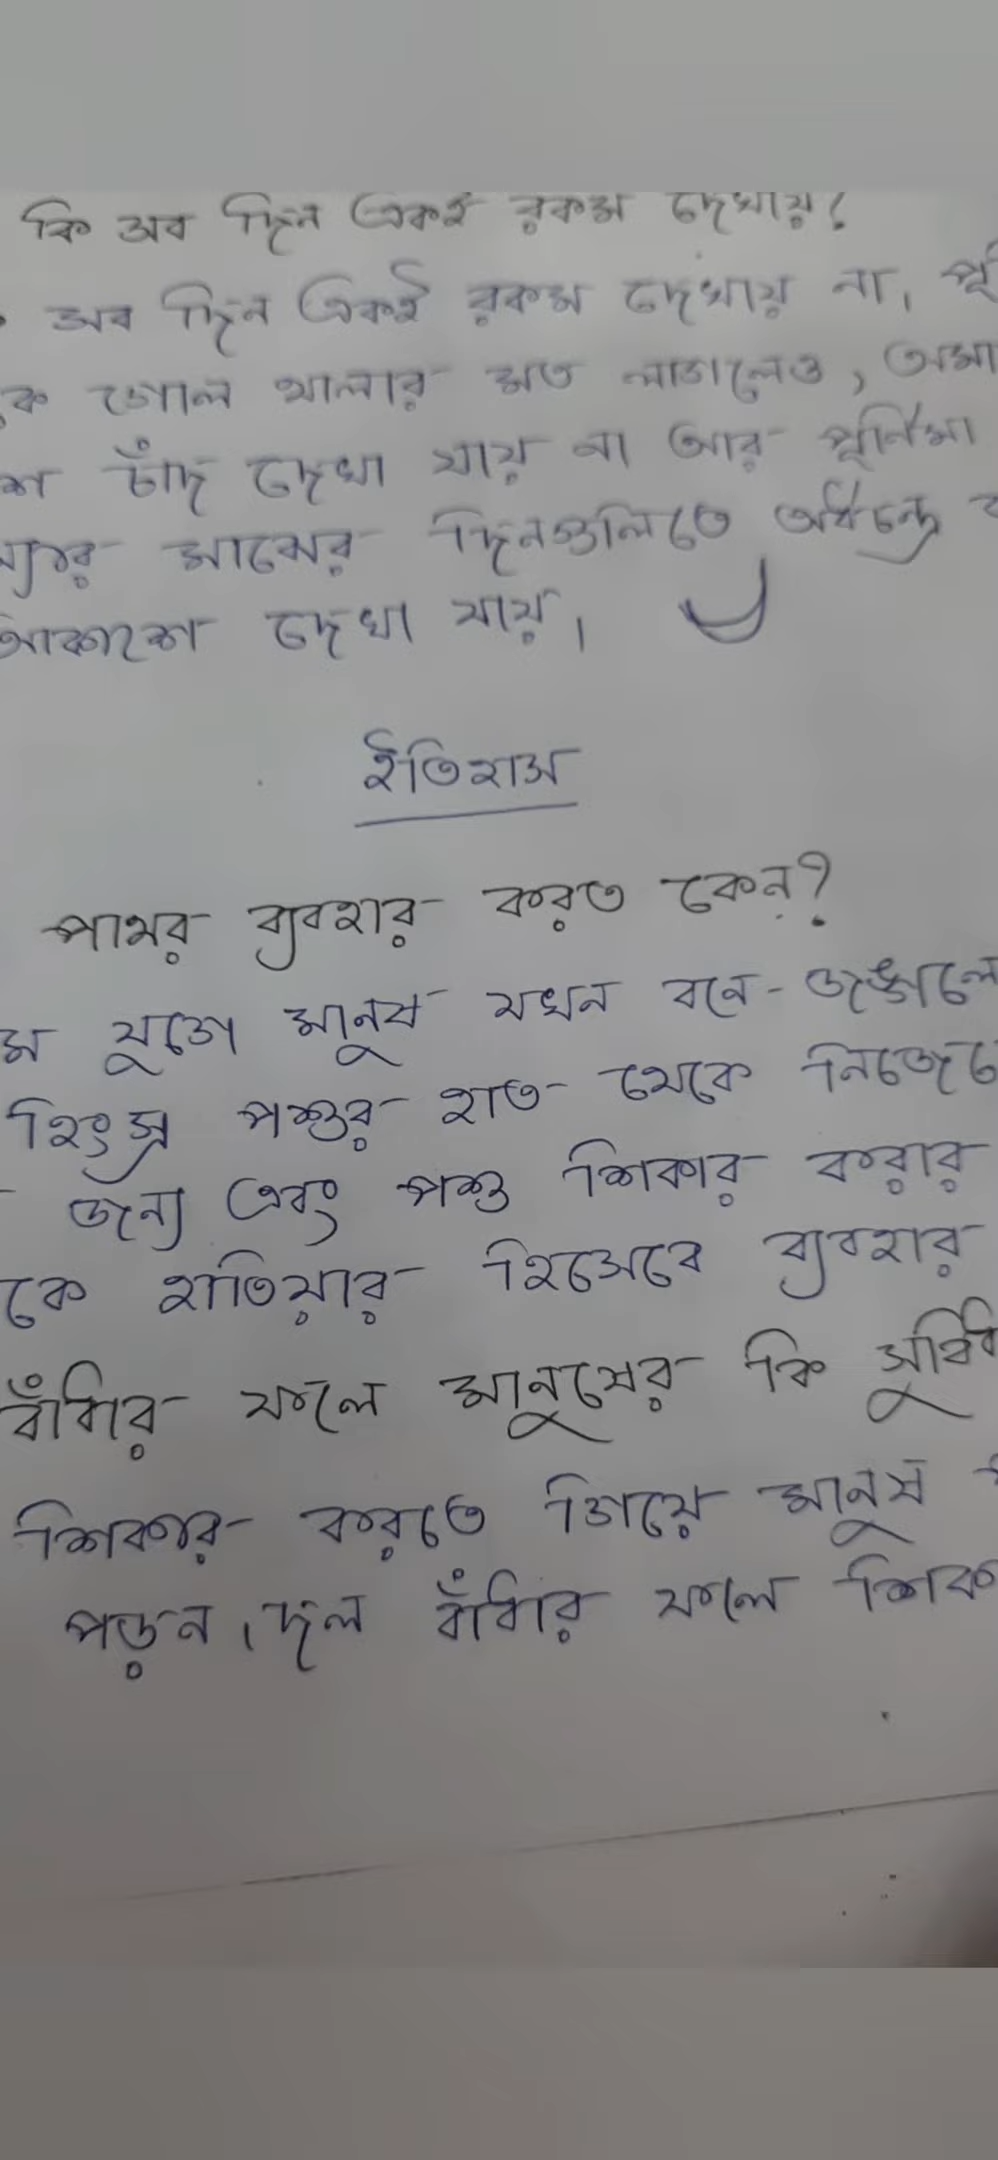 কি সব দিন একই রকম দেখায়?
সব দিন একই রকম দেখায় না। পূ
কে গোল থালার মত লাগলেও, অমা
শে চাঁদ দেখা যায় না আর পূর্ণিমা
মাঝের দিনগুলিতে অর্ধচন্দ্র
আকাশে দেখা যায়।
ইতিহাস
পাথর ব্যবহার করত কেন?
ম যুগে মানুষ যখন বনে-জঙ্গলে
হিংস্র পশুর হাত থেকে নিজেদে
জন্য এবং পশু শিকার করার
কে হাতিয়ার হিসেবে ব্যবহার
বাঁধার ফলে মানুষের কি সুবি
শিকার করতে গিয়ে মানুষ
পড়ল। দল বাঁধার ফলে শিকা